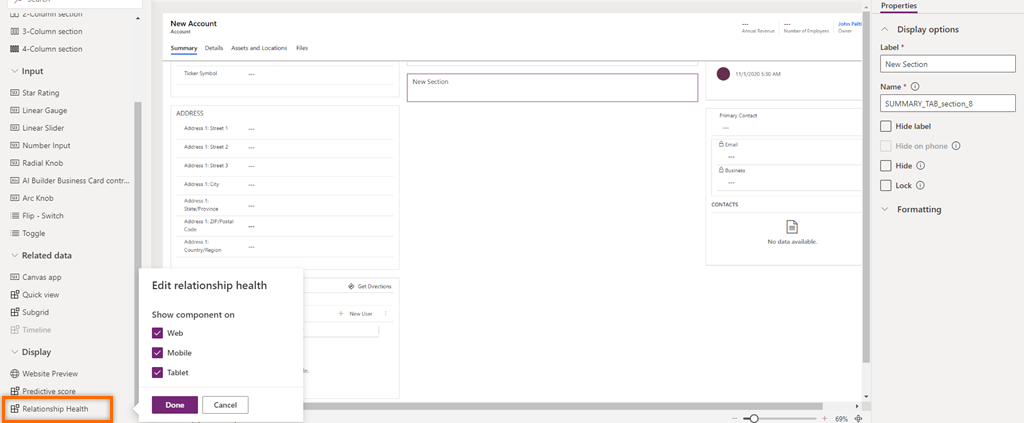 2-Column section
3-Column section
4-Column section
Input
Star Rating
Linear Gauge
Linear Slider
Number Input
Radial Knob
AI Builder Business Card contr...
Arc Knob
Flip - Switch
Toggle
Related data
Canvas app
Quick view
Subgrid
Timeline
Display
Website Preview
Predictive score
Relationship Health
Edit relationship health
Show component on
Web
Mobile
Tablet
Done
Cancel
New Account
Account
Summary
Details
Assets and Locations
Files
---
Annual Revenue
---
Number of Employees
Owner
Ticker Symbol
---
ADDRESS
Address 1: Street 1
---
Address 1: Street 2
---
Address 1: Street 3
---
Address 1: City
---
Address 1:
State/Province
---
Address 1: ZIP/Postal
Code
---
Address 1:
Country/Region
---
Get Directions
+ New User
New Section
11/5/2020 5:30 AM
Primary Contact
---
Email
---
Business
---
CONTACTS
No data available.
69%
Properties
Display options
Label *
New Section
Name *
SUMMARY_TAB_section_8
Hide label
Hide on phone
Hide
Lock
Formatting